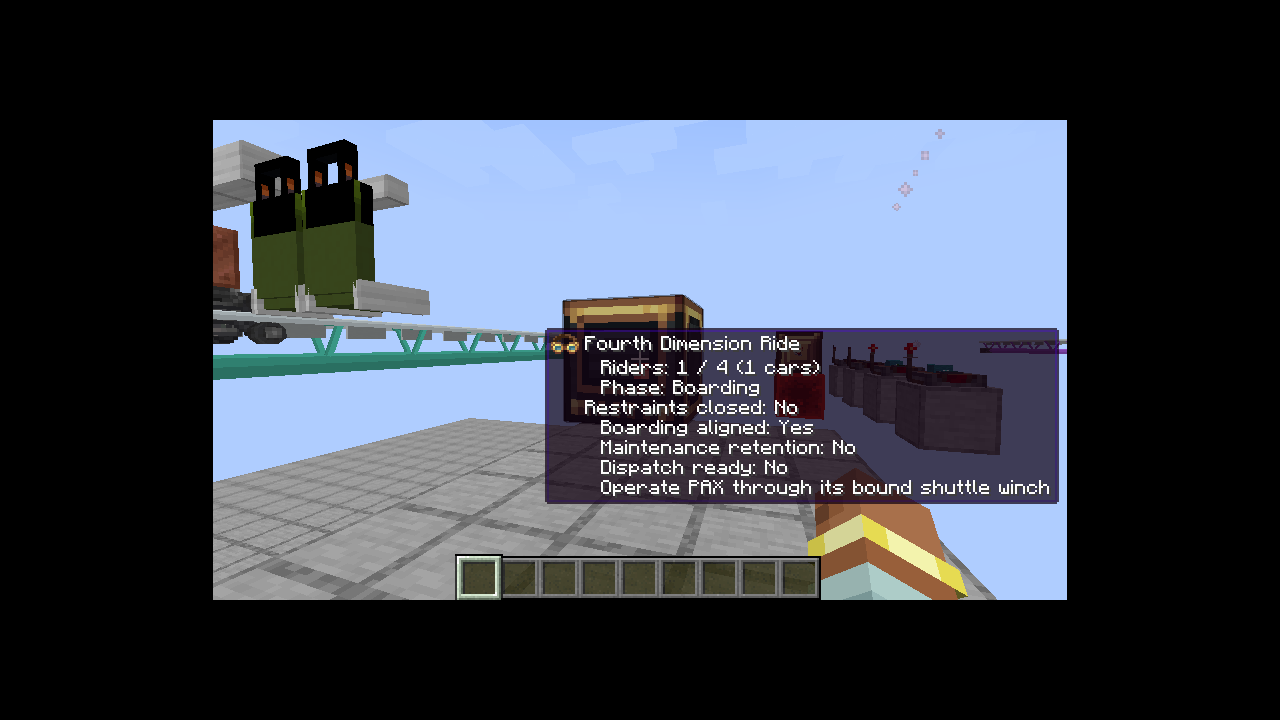 Fourth Dimension Ride
Riders: 1 / 4 (1 cars)
Phase: Boarding
Restraints closed: No
Boarding aligned: Yes
Maintenance retention: No
Dispatch ready: No
Operate PAX through its bound shuttle winch